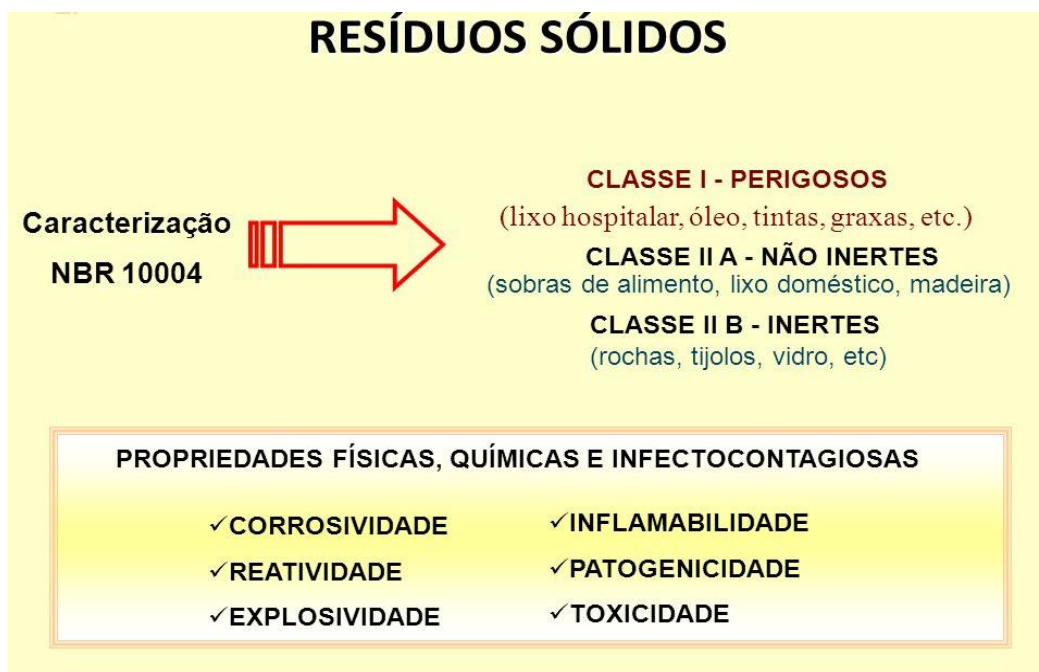 RESÍDUOS SÓLIDOS
Caracterização
NBR 10004
CLASSE I - PERIGOSOS
(lixo hospitalar, óleo, tintas, graxas, etc.)
CLASSE II A - NÃO INERTES
(sobras de alimento, lixo doméstico, madeira)
CLASSE II B - INERTES
(rochas, tijolos, vidro, etc)
PROPRIEDADES FÍSICAS, QUÍMICAS E INFECTOCONTAGIOSAS
✓CORROSIVIDADE
✓REATIVIDADE
✓EXPLOSIVIDADE
✓INFLAMABILIDADE
✓PATOGENICIDADE
✓TOXICIDADE